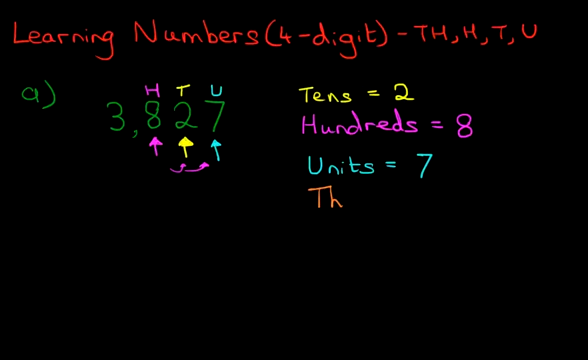 Learning Numbers (4-digit) - TH, H, T, U
a)
H T U
3,827
Tens = 2
Hundreds = 8
Units = 7
Th